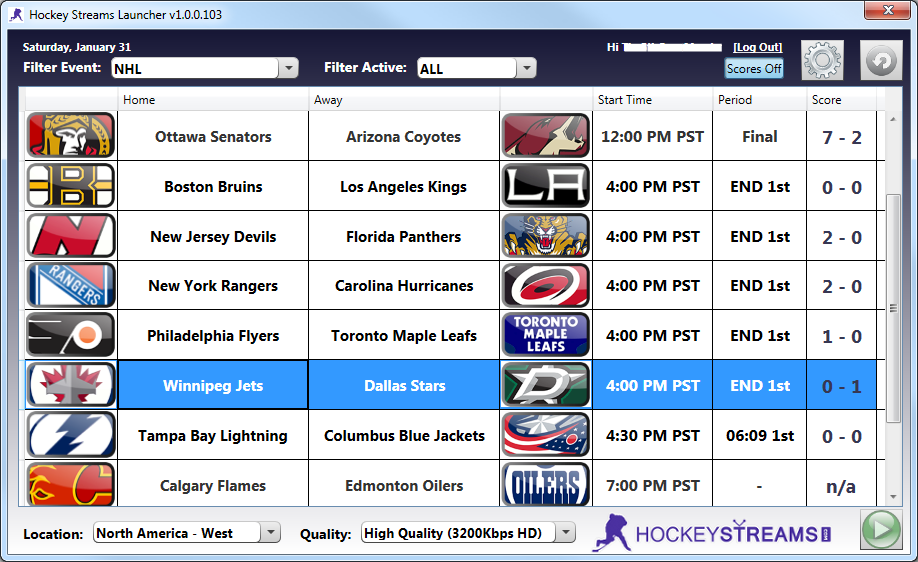 Hockey Streams Launcher v1.0.0.103
Saturday, January 31
Hi
[Log Out]
Filter Event: NHL
Filter Active: ALL
Scores Off
Home Away Start Time Period Score
Ottawa Senators Arizona Coyotes 12:00 PM PST Final 7 - 2
B Boston Bruins Los Angeles Kings LA 4:00 PM PST END 1st 0 - 0
N New Jersey Devils Florida Panthers 4:00 PM PST END 1st 2 - 0
RANGERS New York Rangers Carolina Hurricanes 4:00 PM PST END 1st 2 - 0
Philadelphia Flyers Toronto Maple Leafs TORONTO MAPLE LEAFS 4:00 PM PST END 1st 1 - 0
Winnipeg Jets Dallas Stars D 4:00 PM PST END 1st 0 - 1
Tampa Bay Lightning Columbus Blue Jackets 4:30 PM PST 06:09 1st 0 - 0
C Calgary Flames Edmonton Oilers OILERS 7:00 PM PST - n/a
Location: North America - West
Quality: High Quality (3200Kbps HD)
HOCKEYSTREAMS